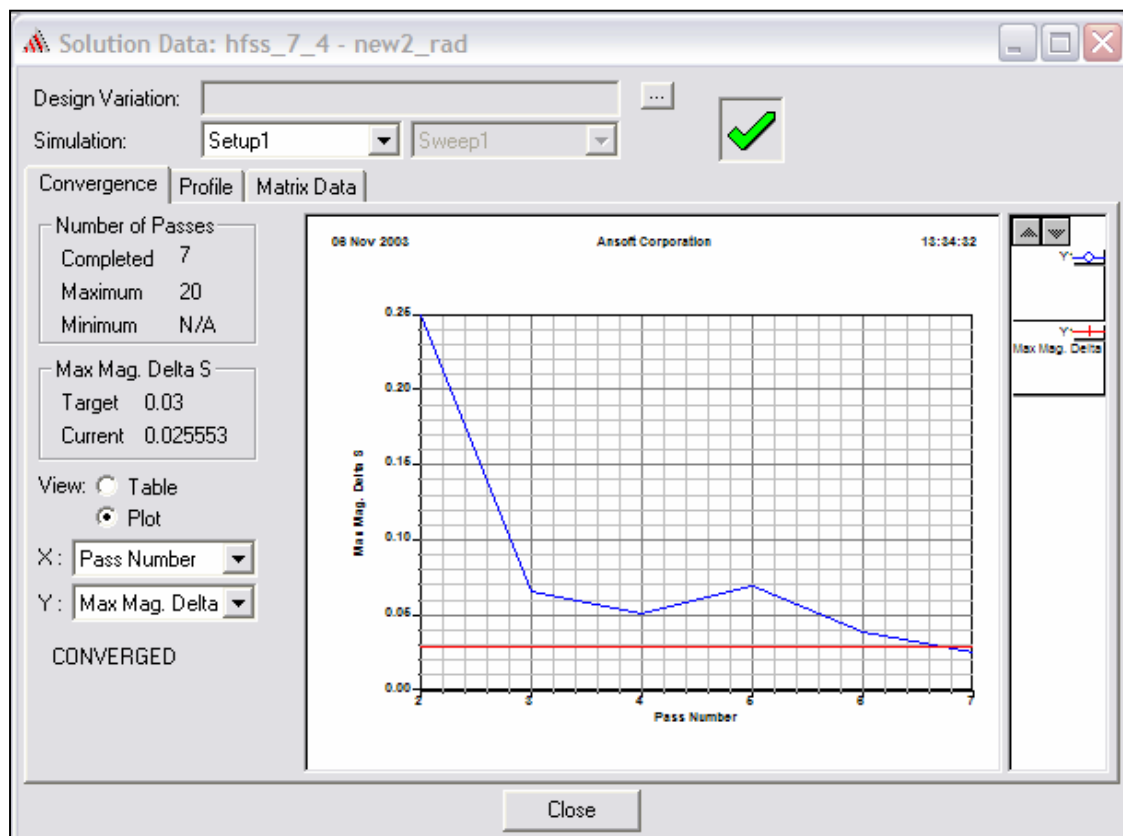 Solution Data: hfss_7_4 - new2_rad
Design Variation:
...
Simulation:
Setup1
Sweep1
Convergence
Profile
Matrix Data
Number of Passes
Completed 7
Maximum 20
Minimum N/A
Max Mag. Delta S
Target 0.03
Current 0.025553
View:
Table
Plot
X:
Pass Number
Y:
Max Mag. Delta
CONVERGED
06 Nov 2003
Ansoft Corporation
13:34:32
Max Mag. Delta S
0.25
0.20
0.15
0.10
0.05
0.00
2 3 4 5 6 7
Pass Number
Y:
Y:
Max Mag. Delta
Close